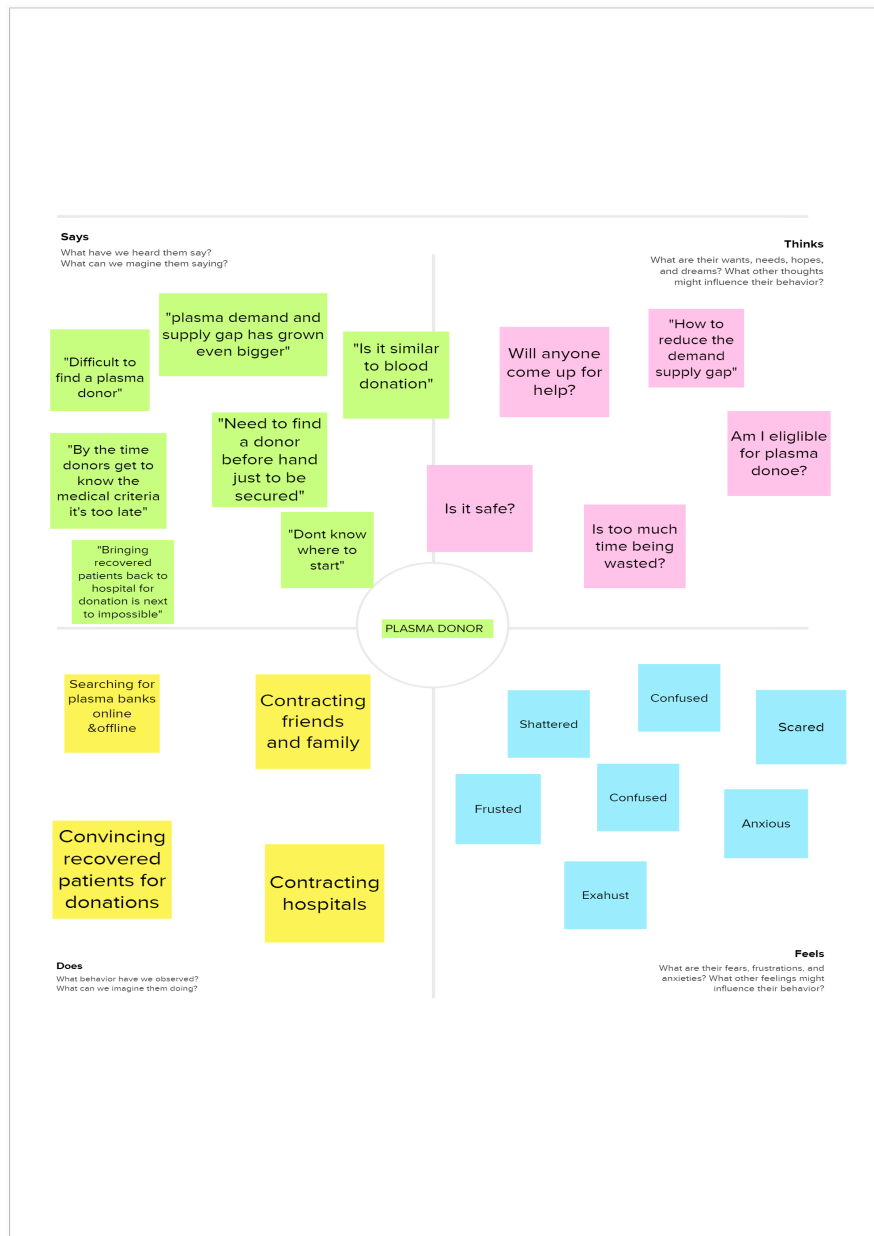 Says
What have we heard them say?
What can we magine them saying?
Thinks
What are their wants, needs, hopes,
and dreams? What other thoughts
might influence their behavior?
"plasma demand and
supply gap has grown
even bigger"
"Difficult to
find a plasma
donor"
"Is it similar
to blood
donation"
"Need to find
a donor
before hand
just to be
secured"
"By the time
donors get to
know the
medical criteria
it's too late"
"Dont know
where to
start"
"Bringing
recovered
patients back to
hospital for
donation is next
to impossible"
Will anyone
come up for
help?
"How to
reduce the
demand
supply gap"
Am I eliglible
for plasma
donoe?
Is it safe?
Is too much
time being
wasted?
PLASMA DONOR
Searching for
plasma banks
online
&offline
Contracting
friends
and family
Convincing
recovered
patients for
donations
Contracting
hospitals
Does
What behavior have we observed?
What can we imagine them doing?
Shattered
Confused
Scared
Frusted
Confused
Anxious
Exahust
Feels
What are their fears, frustrations, and
anxieties? What other feelings might
influence their behavior?